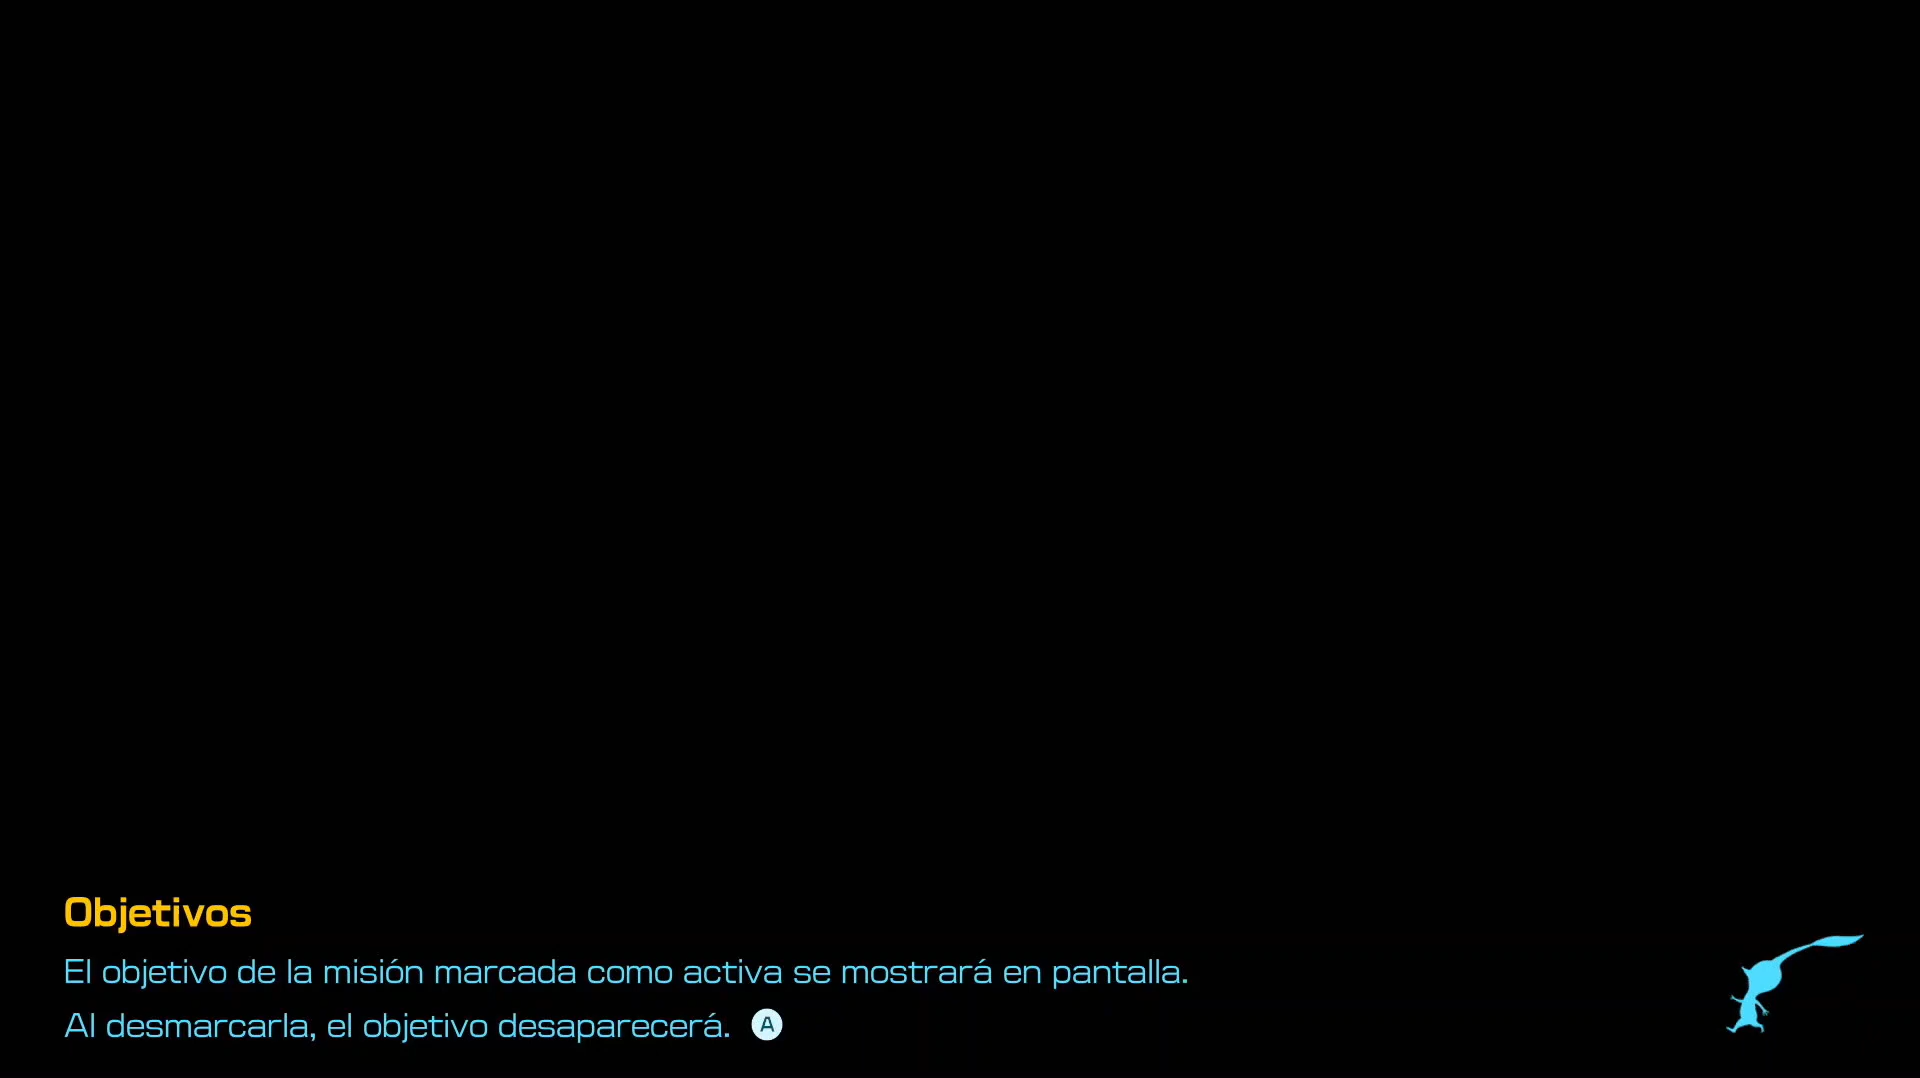 Objetivos
El objetivo de la misión marcada como activa se mostrará en pantalla.
Al desmarcarla, el objetivo desaparecerá. A